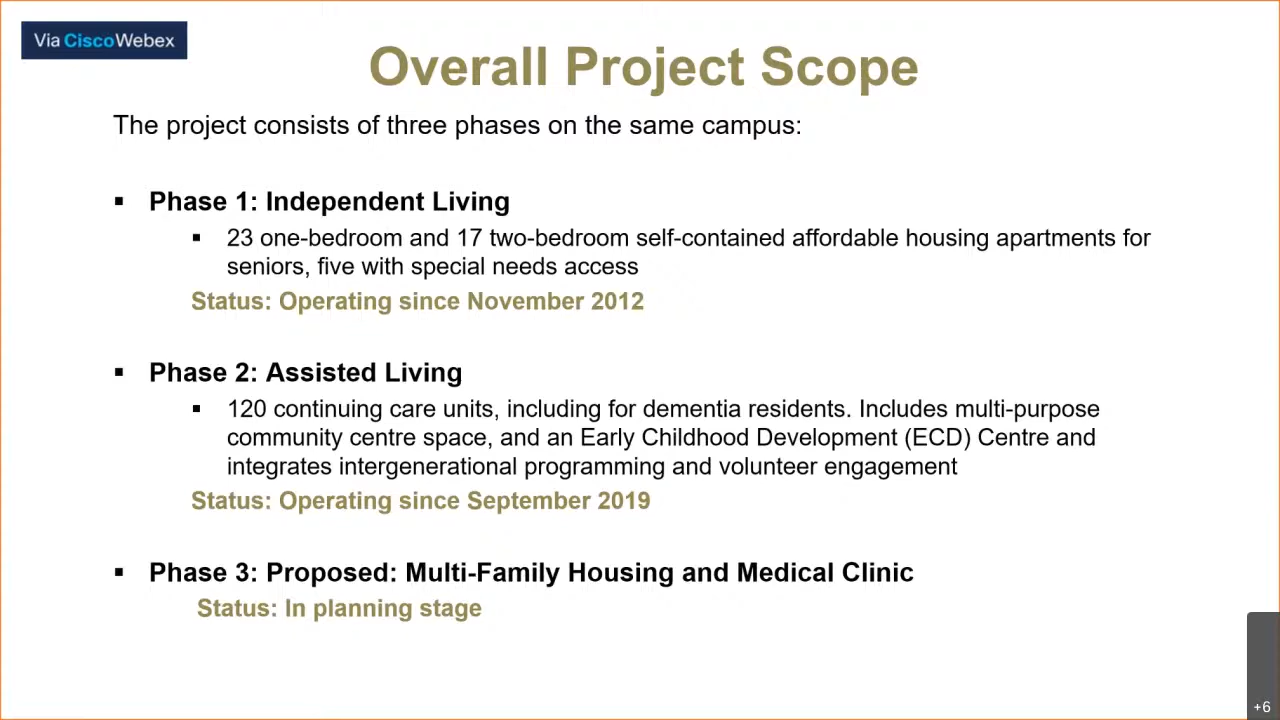 Via CiscoWebex
Overall Project Scope
The project consists of three phases on the same campus:
▪ Phase 1: Independent Living
▪ 23 one-bedroom and 17 two-bedroom self-contained affordable housing apartments for
seniors, five with special needs access
Status: Operating since November 2012
▪ Phase 2: Assisted Living
▪ 120 continuing care units, including for dementia residents. Includes multi-purpose
community centre space, and an Early Childhood Development (ECD) Centre and
integrates intergenerational programming and volunteer engagement
Status: Operating since September 2019
▪ Phase 3: Proposed: Multi-Family Housing and Medical Clinic
Status: In planning stage
+6